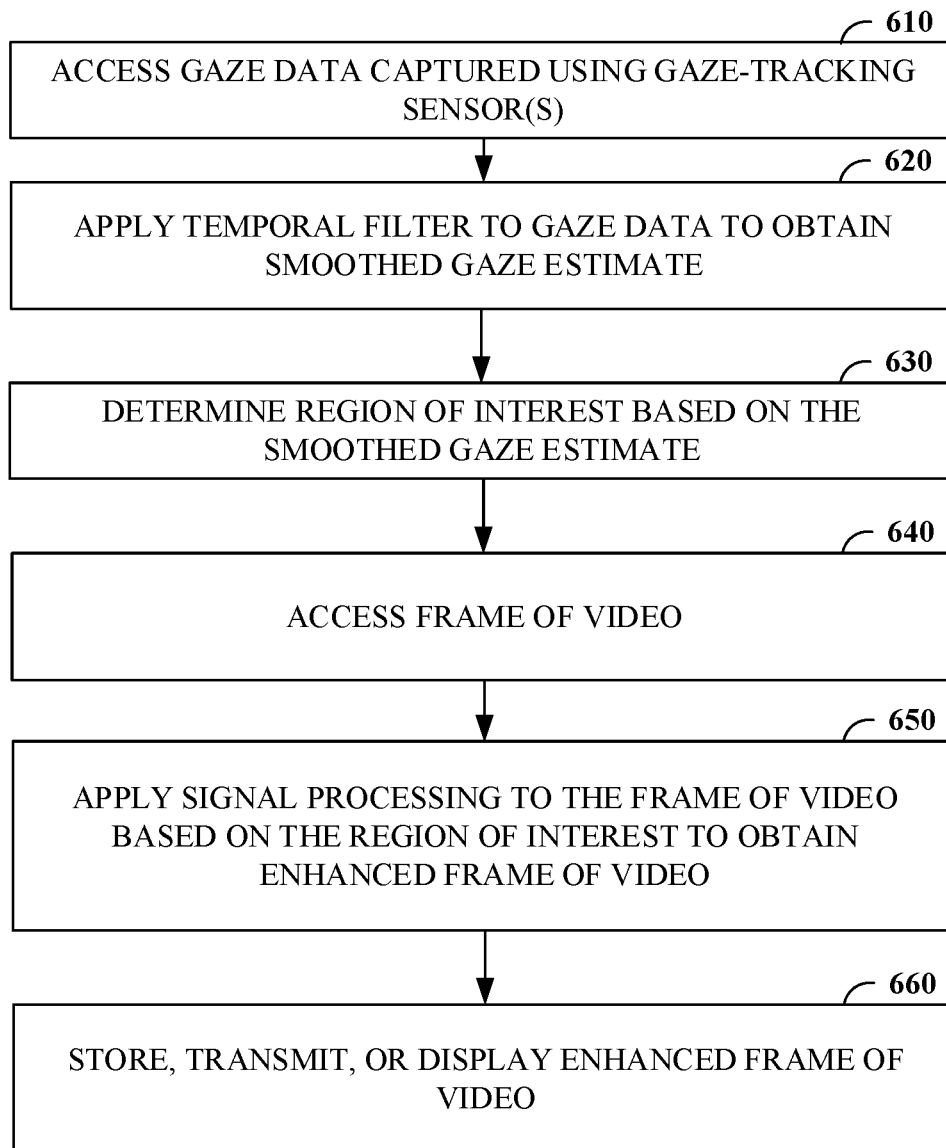 610
ACCESS GAZE DATA CAPTURED USING GAZE-TRACKING
SENSOR(S)
620
APPLY TEMPORAL FILTER TO GAZE DATA TO OBTAIN
SMOOTHED GAZE ESTIMATE
630
DETERMINE REGION OF INTEREST BASED ON THE
SMOOTHED GAZE ESTIMATE
640
ACCESS FRAME OF VIDEO
650
APPLY SIGNAL PROCESSING TO THE FRAME OF VIDEO
BASED ON THE REGION OF INTEREST TO OBTAIN
ENHANCED FRAME OF VIDEO
660
STORE, TRANSMIT, OR DISPLAY ENHANCED FRAME OF
VIDEO